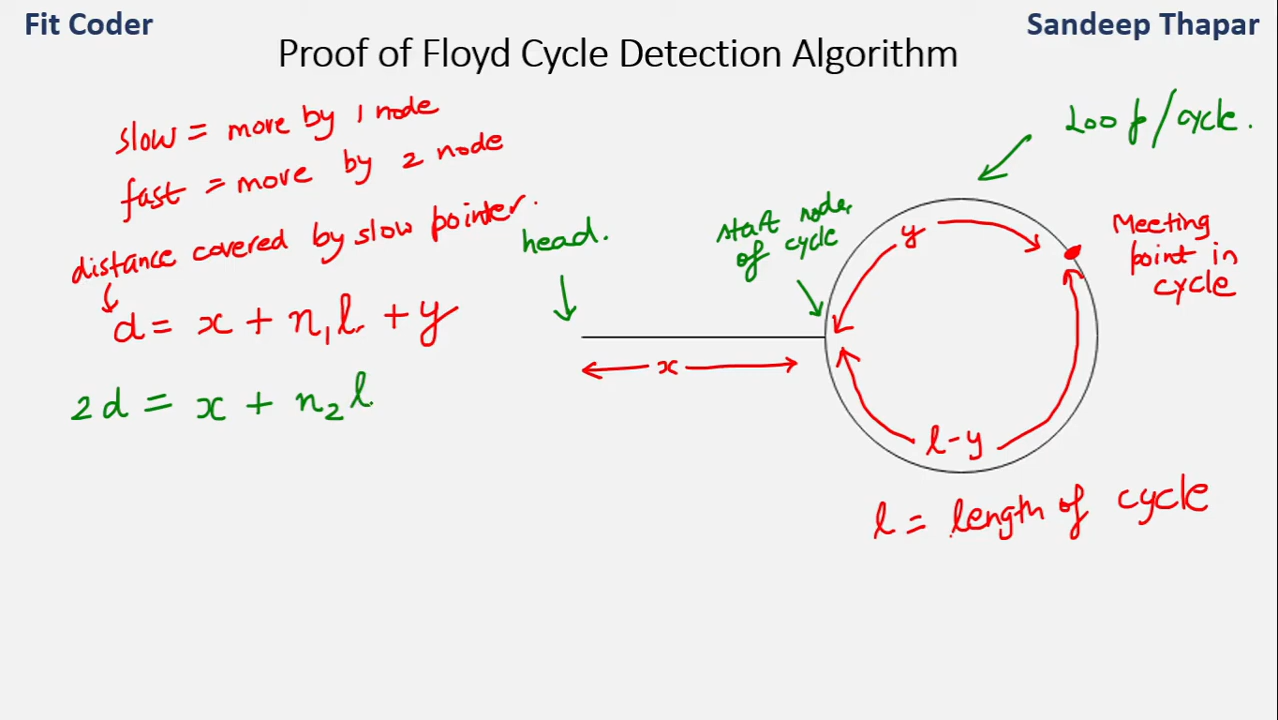 Fit Coder
Sandeep Thapar
Proof of Floyd Cycle Detection Algorithm
slow = move by 1 node
fast = move by 2 node
distance covered by slow pointer.
d = x + n₁l + y
2d = x + n₂l
head.
start node
of cycle
Loop/cycle.
y
Meeting
point in
cycle
x
l-y
l = length of cycle